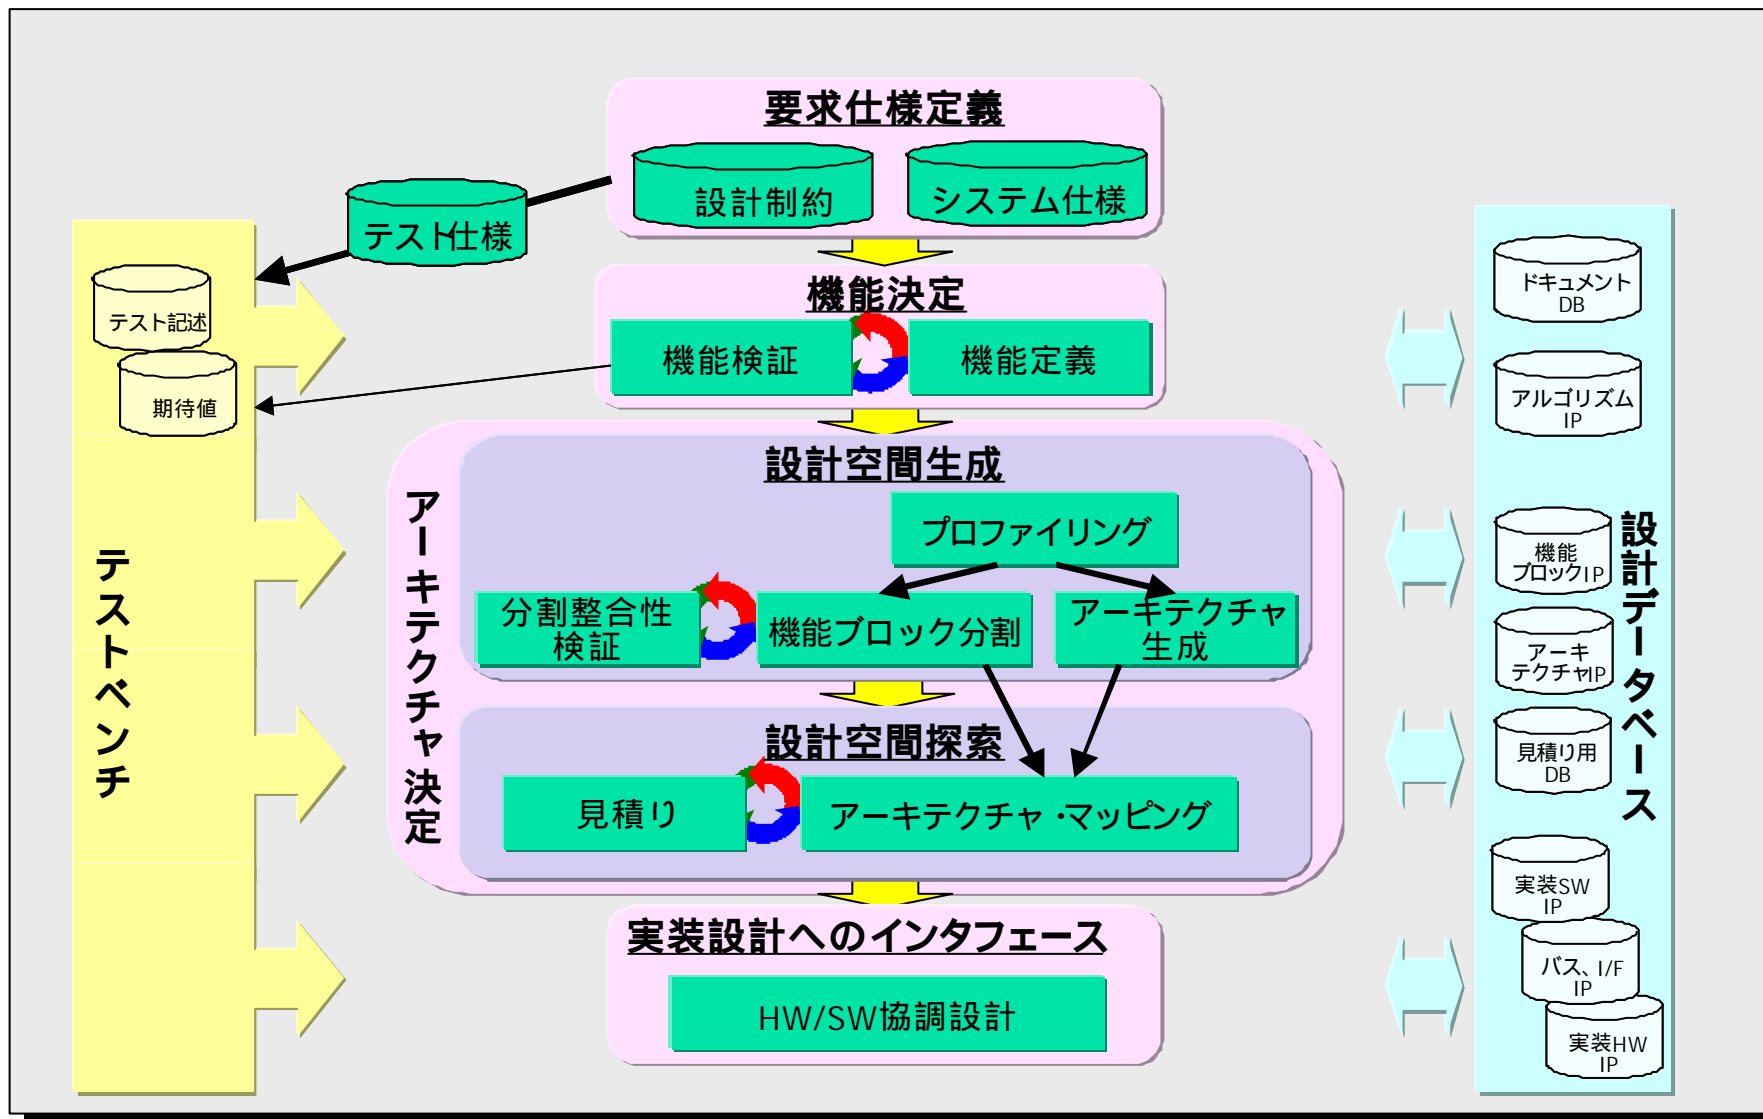 要求仕様定義
設計制約
システム仕様
テスト仕様
テスト記述
期待値
テストベンチ
機能決定
機能検証
機能定義
アーキテクチャ決定
設計空間生成
プロファイリング
分割整合性
検証
機能ブロック分割
アーキテクチャ
生成
設計空間探索
見積り
アーキテクチャ・マッピング
実装設計へのインタフェース
HW/SW協調設計
設計データベース
ドキュメント
DB
アルゴリズム
IP
機能
ブロックIP
アーキ
テクチャIP
見積り用
DB
実装SW
IP
バス、I/F
IP
実装HW
IP